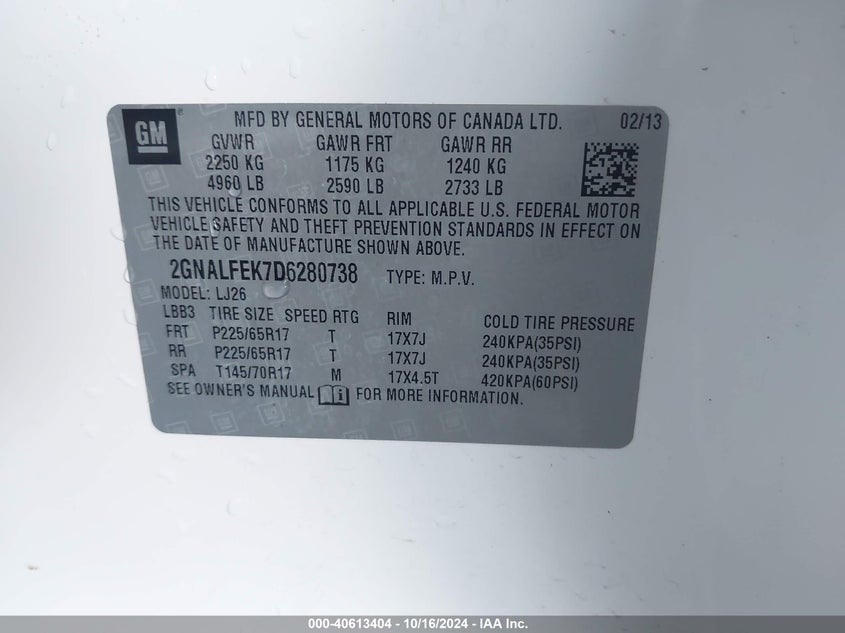 GM ® MFD BY GENERAL MOTORS OF CANADA LTD. 02/13
GVWR GAWR FRT GAWR RR
2250 KG 1175 KG 1240 KG
4960 LB 2590 LB 2733 LB
THIS VEHICLE CONFORMS TO ALL APPLICABLE U.S. FEDERAL MOTOR
VEHICLE SAFETY AND THEFT PREVENTION STANDARDS IN EFFECT ON
THE DATE OF MANUFACTURE SHOWN ABOVE.
2GNALFEK7D6280738 TYPE: M.P.V.
MODEL: LJ26
LBB3 TIRE SIZE SPEED RTG RIM COLD TIRE PRESSURE
FRT P225/65R17 T 17X7J 240KPA(35PSI)
RR P225/65R17 T 17X7J 240KPA(35PSI)
SPA T145/70R17 M 17X4.5T 420KPA(60PSI)
SEE OWNER'S MANUAL FOR MORE INFORMATION.
000-40613404 - 10/16/2024 - IAA Inc.